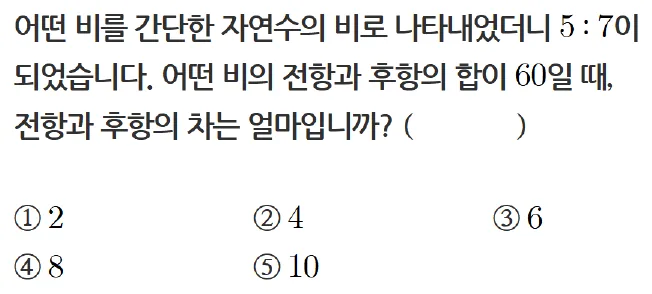 어떤 비를 간단한 자연수의 비로 나타내었더니 5 : 7이
되었습니다. 어떤 비의 전항과 후항의 합이 60일 때,
전항과 후항의 차는 얼마입니까? (          )
① 2 ② 4 ③ 6
④ 8 ⑤ 10